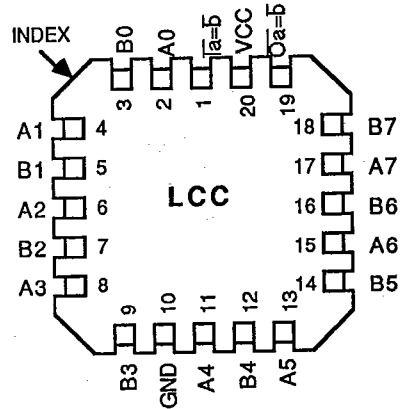 INDEX
B0 A0 Ia=b VCC Oa=b
3 2 1 20 19
A1 4 18 B7
B1 5 17 A7
A2 6 LCC 16 B6
B2 7 15 A6
A3 8 14 B5
9 10 11 12 13
B3 GND A4 B4 A5